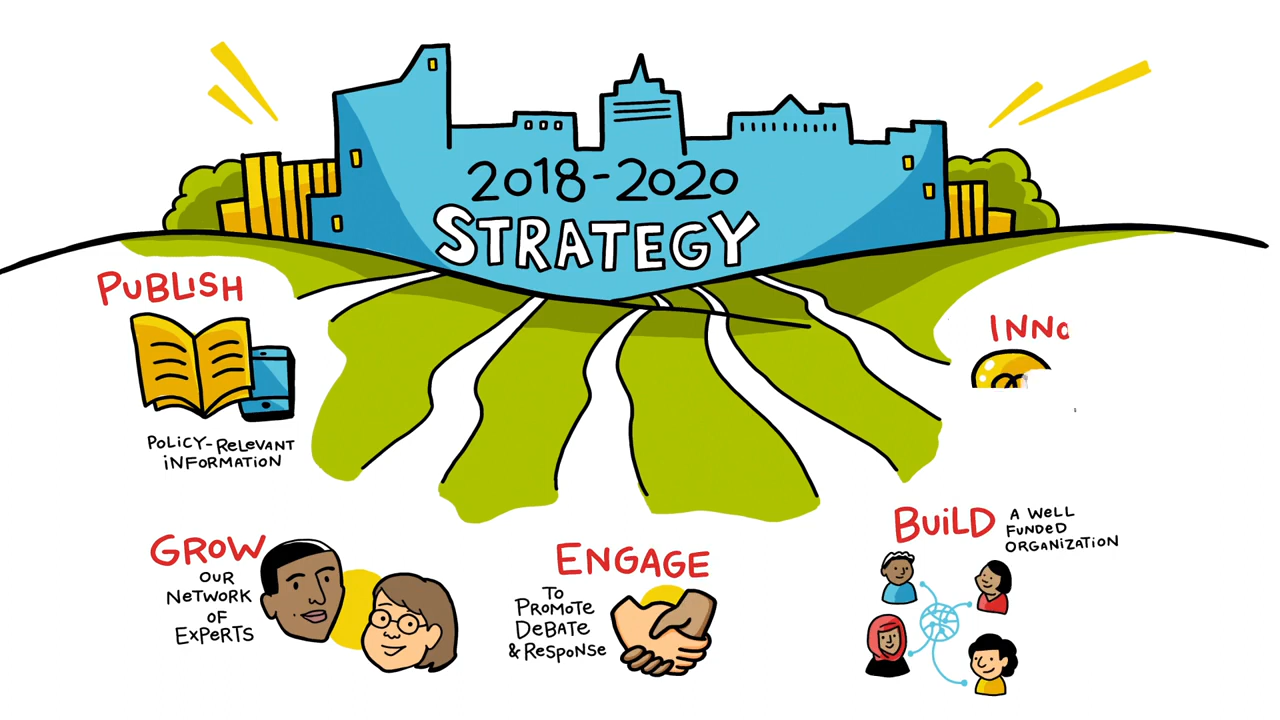 2018-2020
STRATEGY
PUBLISH
POLICY-RELEVANT
INFORMATION
GROW
OUR
NETWORK
OF
EXPERTS
ENGAGE
TO
PROMOTE
DEBATE
& RESPONSE
BUILD
A WELL
FUNDED
ORGANIZATION